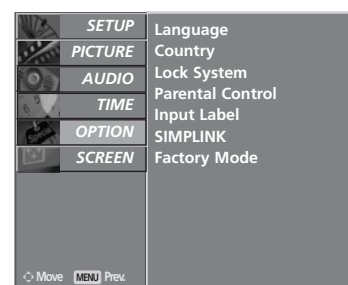 SETUP
PICTURE
AUDIO
TIME
OPTION
SCREEN
Language
Country
Lock System
Parental Control
Input Label
SIMPLINK
Factory Mode
Move MENU Prev.